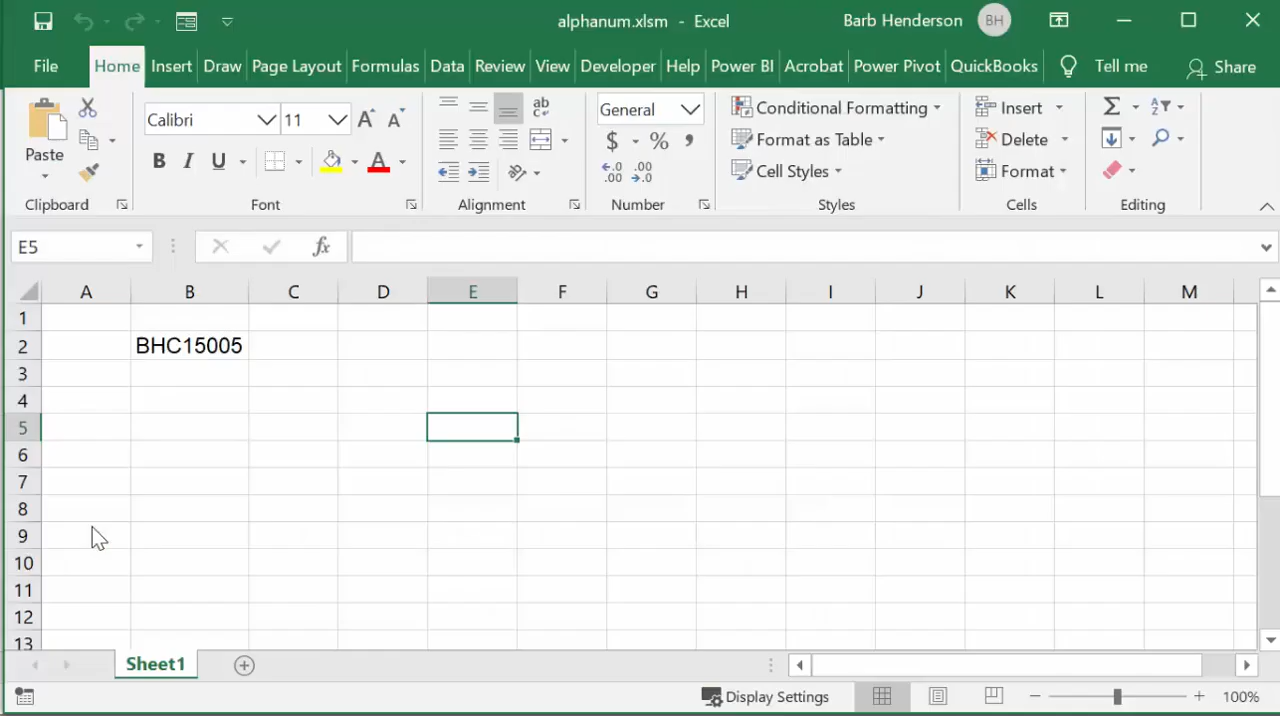 alphanum.xlsm - Excel
Barb Henderson
BH
File Home Insert Draw Page Layout Formulas Data Review View Developer Help Power BI Acrobat Power Pivot QuickBooks Tell me Share
Paste
Clipboard
Calibri 11
B I U A
Font
ab
Alignment
General
$ % ,
Number
Conditional Formatting
Format as Table
Cell Styles
Styles
Insert
Delete
Format
Cells
Σ
Editing
E5 fx
A B C D E F G H I J K L M
1
2 BHC15005
3
4
5
6
7
8
9
10
11
12
13
Sheet1
Display Settings 100%